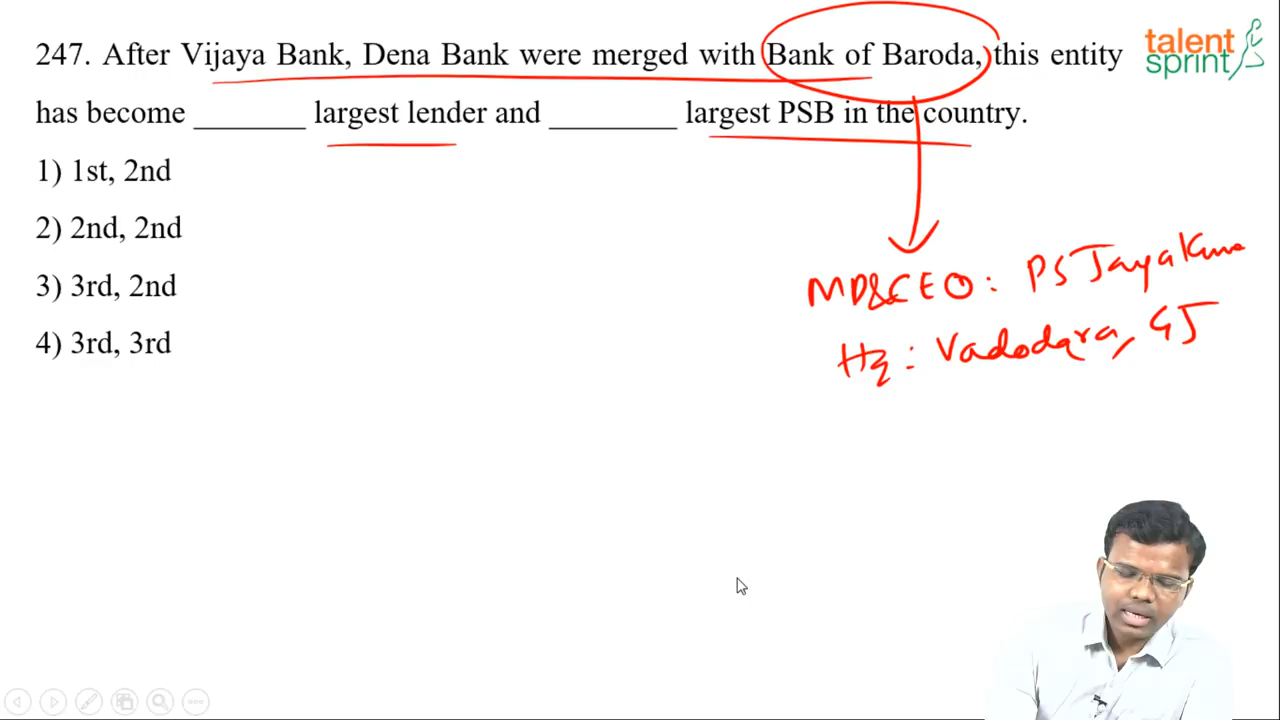 247. After Vijaya Bank, Dena Bank were merged with Bank of Baroda, this entity
has become ________ largest lender and _________ largest PSB in the country.
1) 1st, 2nd
2) 2nd, 2nd
3) 3rd, 2nd
4) 3rd, 3rd
talent
sprint
MD&CEO: PS Jayakum
Hq: Vadodara, GJ